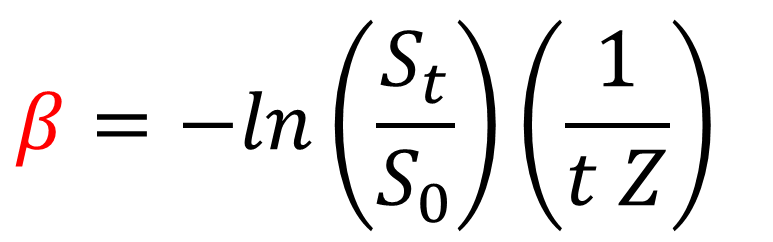 β = −ln (S_t / S_0) (1 / t Z)